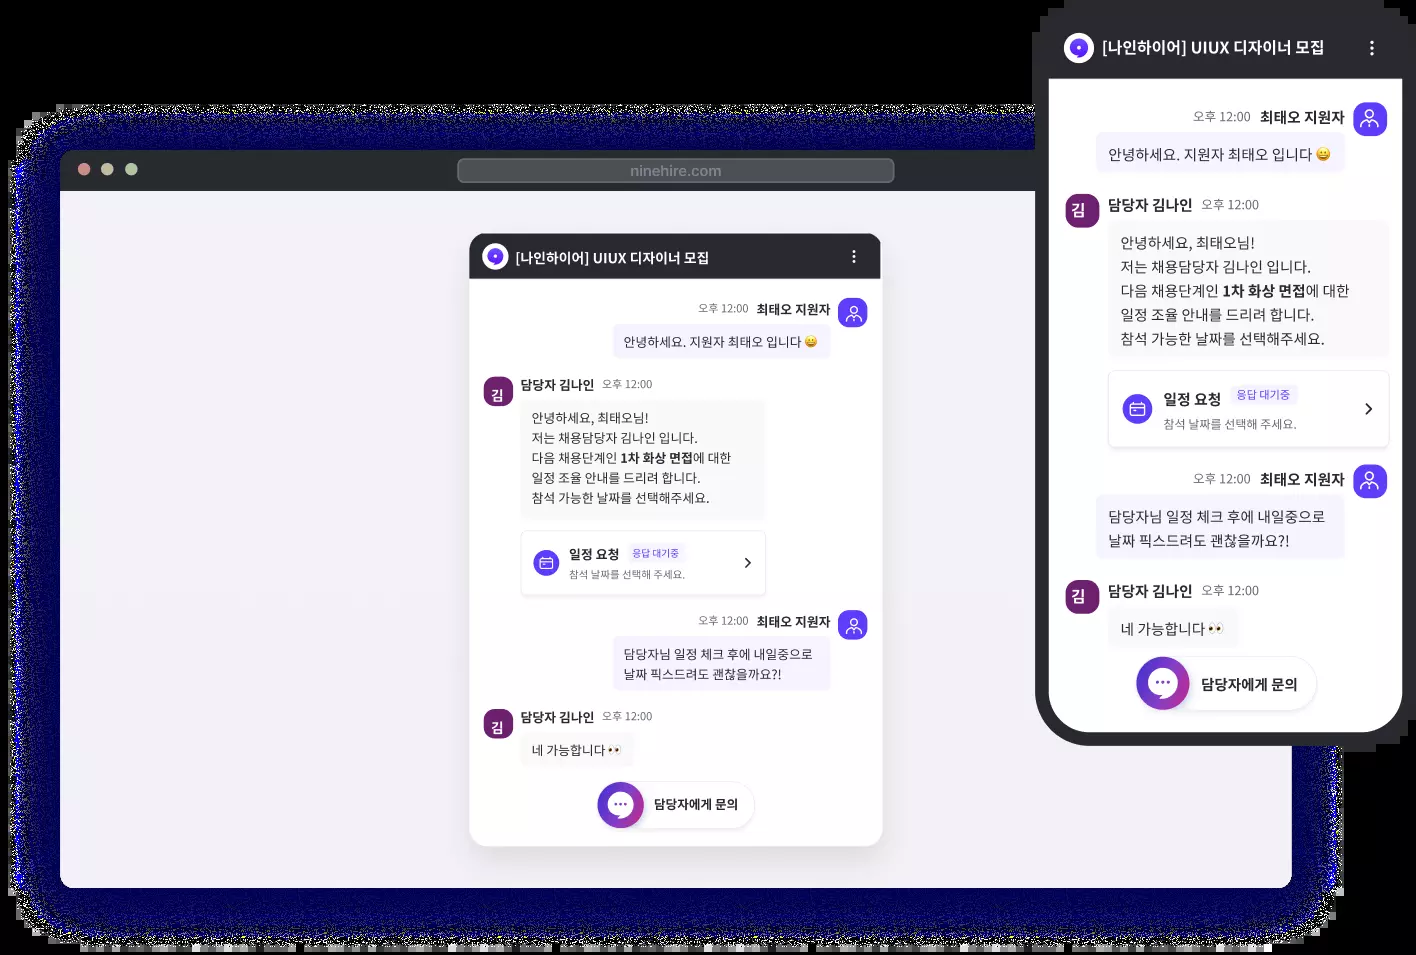 ninehire.com
[나인하이어] UIUX 디자이너 모집
오후 12:00 최태오 지원자
안녕하세요. 지원자 최태오 입니다 😀
김
담당자 김나인 오후 12:00
안녕하세요, 최태오님!
저는 채용담당자 김나인 입니다.
다음 채용단계인 1차 화상 면접에 대한
일정 조율 안내를 드리려 합니다.
참석 가능한 날짜를 선택해주세요.
일정 요청 응답 대기중
참석 날짜를 선택해 주세요.
오후 12:00 최태오 지원자
담당자님 일정 체크 후에 내일중으로
날짜 픽스드려도 괜찮을까요?!
김
담당자 김나인 오후 12:00
네 가능합니다 👀
담당자에게 문의
[나인하이어] UIUX 디자이너 모집
오후 12:00 최태오 지원자
안녕하세요. 지원자 최태오 입니다 😀
김
담당자 김나인 오후 12:00
안녕하세요, 최태오님!
저는 채용담당자 김나인 입니다.
다음 채용단계인 1차 화상 면접에 대한
일정 조율 안내를 드리려 합니다.
참석 가능한 날짜를 선택해주세요.
일정 요청 응답 대기중
참석 날짜를 선택해 주세요.
오후 12:00 최태오 지원자
담당자님 일정 체크 후에 내일중으로
날짜 픽스드려도 괜찮을까요?!
김
담당자 김나인 오후 12:00
네 가능합니다 👀
담당자에게 문의